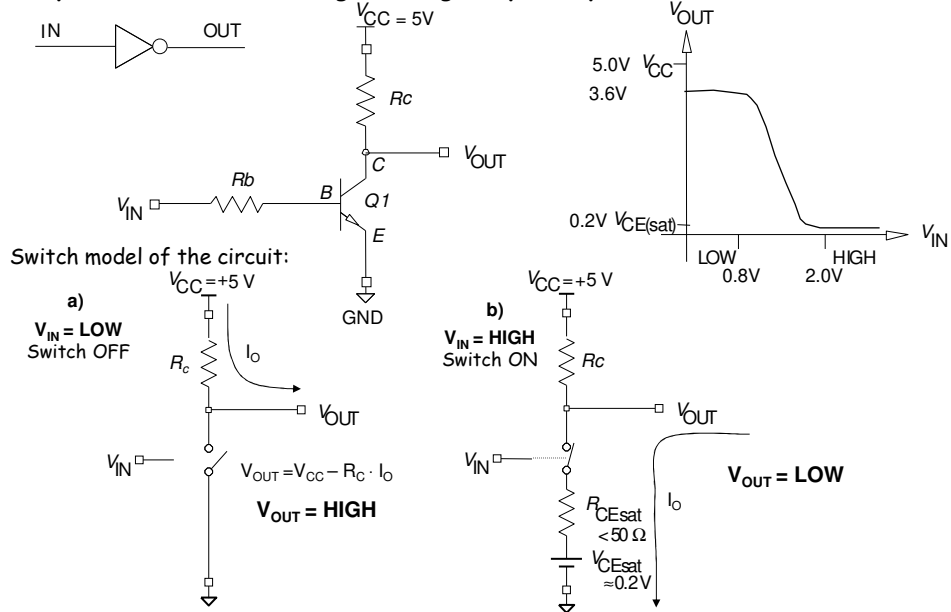 V_CC = 5V
IN
OUT
Rc
C
V_OUT
Rb
B
Q1
V_IN
E
GND
V_OUT
5.0V V_CC
3.6V
0.2V V_CE(sat)
V_IN
LOW
HIGH
0.8V
2.0V
Switch model of the circuit:
V_CC=+5 V
a)
V_IN = LOW
Switch OFF
R_c
I_O
V_OUT
V_IN
V_OUT =V_CC – R_C · I_O
V_OUT = HIGH
V_CC=+5 V
b)
V_IN = HIGH
Switch ON
Rc
V_OUT
V_IN
V_OUT = LOW
I_O
R_CEsat
<50 Ω
V_CEsat
≈0.2V